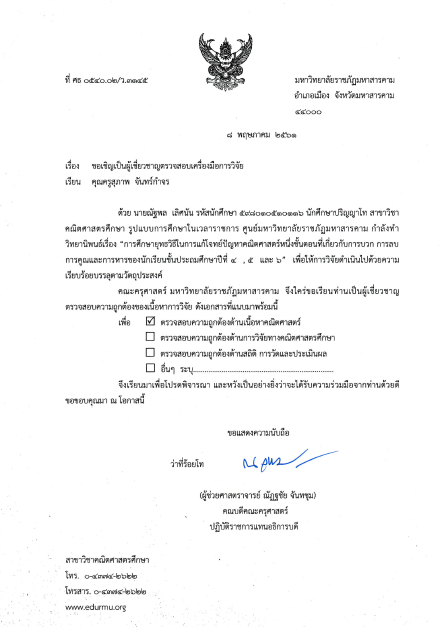 ที่ ศธ ๐๕๔๐.๐๒/ว.๓๓๔๕
มหาวิทยาลัยราชภัฏมหาสารคาม
อำเภอเมือง จังหวัดมหาสารคาม
๔๔๐๐๐
๘ พฤษภาคม ๒๕๖๑
เรื่อง ขอเชิญเป็นผู้เชี่ยวชาญตรวจสอบเครื่องมือการวิจัย
เรียน คุณครูสุภาพ จันทร์กำจร
ด้วย นายณัฐพล เลิศนัน รหัสนักศึกษา ๕๙๘๐๑๐๕๑๐๑๑๖ นักศึกษาปริญญาโท สาขาวิชา
คณิตศาสตรศึกษา รูปแบบการศึกษาในเวลาราชการ ศูนย์มหาวิทยาลัยราชภัฏมหาสารคาม กำลังทำ
วิทยานิพนธ์เรื่อง “การศึกษายุทธวิธีในการแก้โจทย์ปัญหาคณิตศาสตร์หนึ่งขั้นตอนที่เกี่ยวกับการบวก การลบ
การคูณและการหารของนักเรียนชั้นประถมศึกษาปีที่ ๔ , ๕ และ ๖” เพื่อให้การวิจัยดำเนินไปด้วยความ
เรียบร้อยบรรลุตามวัตถุประสงค์
คณะครุศาสตร์ มหาวิทยาลัยราชภัฏมหาสารคาม จึงใคร่ขอเรียนท่านเป็นผู้เชี่ยวชาญ
ตรวจสอบความถูกต้องของเนื้อหาการวิจัย ดังเอกสารที่แนบมาพร้อมนี้
เพื่อ ☑ ตรวจสอบความถูกต้องด้านเนื้อหาคณิตศาสตร์
☐ ตรวจสอบความถูกต้องด้านการวิจัยทางคณิตศาสตรศึกษา
☐ ตรวจสอบความถูกต้องด้านสถิติ การวัดและประเมินผล
☐ อื่นๆ ระบุ..........................................................
จึงเรียนมาเพื่อโปรดพิจารณา และหวังเป็นอย่างยิ่งว่าจะได้รับความร่วมมือจากท่านด้วยดี
ขอขอบคุณมา ณ โอกาสนี้
ขอแสดงความนับถือ
ว่าที่ร้อยโท
(ผู้ช่วยศาสตราจารย์ ณัฏฐชัย จันทชุม)
คณบดีคณะครุศาสตร์
ปฏิบัติราชการแทนอธิการบดี
สาขาวิชาคณิตศาสตรศึกษา
โทร. ๐-๔๓๗๔-๒๖๒๒
โทรสาร. ๐-๔๓๗๔-๒๖๒๒
www.edurmu.org